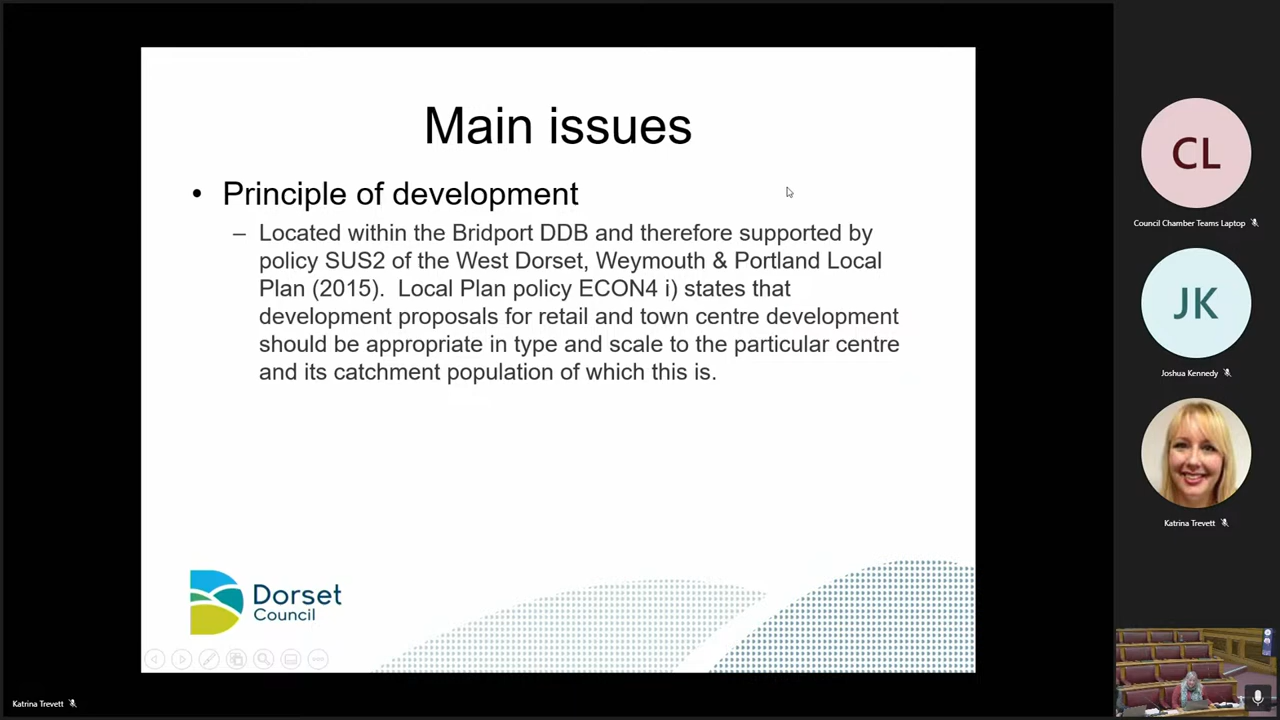 Main issues
• Principle of development
– Located within the Bridport DDB and therefore supported by
policy SUS2 of the West Dorset, Weymouth & Portland Local
Plan (2015).  Local Plan policy ECON4 i) states that
development proposals for retail and town centre development
should be appropriate in type and scale to the particular centre
and its catchment population of which this is.
Dorset
Council
CL
Council Chamber Teams Laptop
JK
Joshua Kennedy
Katrina Trevett
Katrina Trevett